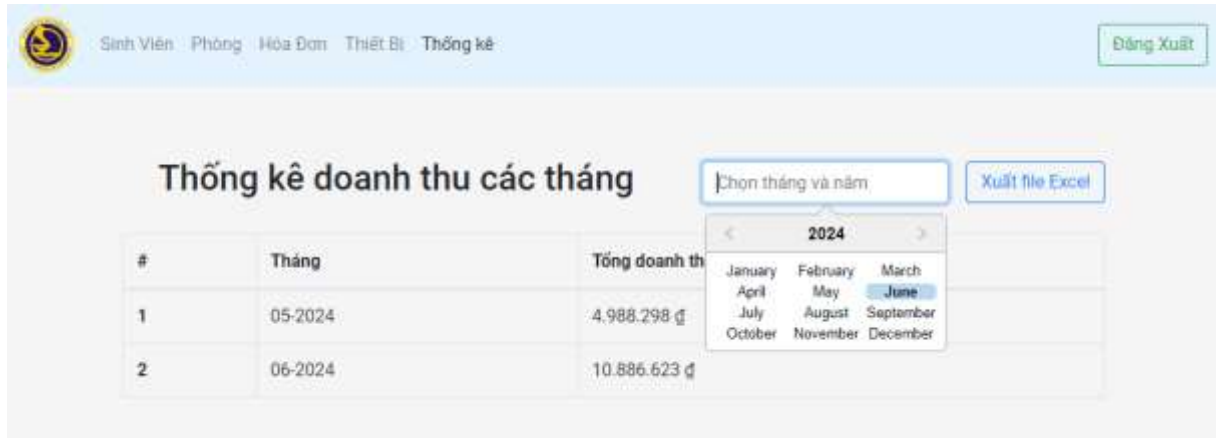 Sinh Viên Phòng Hóa Đơn Thiết Bị Thống kê Đăng Xuất
Thống kê doanh thu các tháng
Chọn tháng và năm
Xuất file Excel
2024
# Tháng Tổng doanh th
January February March
April May June
July August September
October November December
1 05-2024 4.988.298 ₫
2 06-2024 10.886.623 ₫